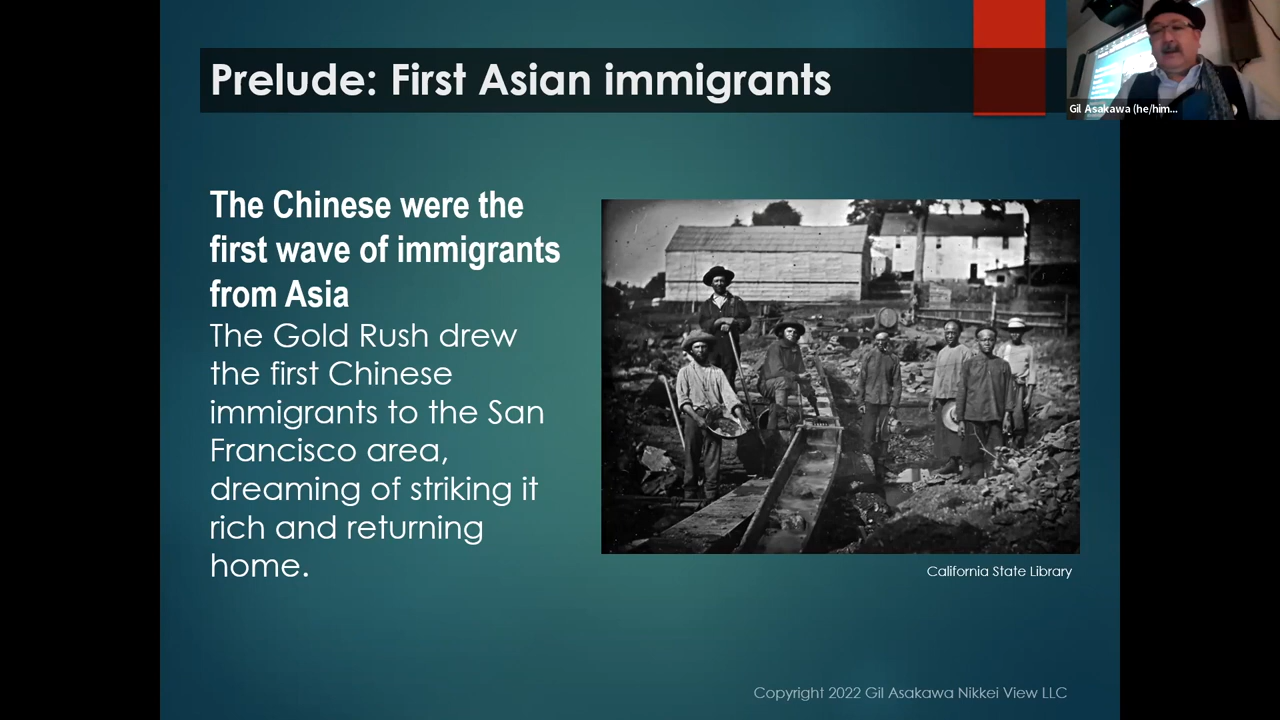 Prelude: First Asian immigrants
Gil Asakawa (he/him...
The Chinese were the
first wave of immigrants
from Asia
The Gold Rush drew
the first Chinese
immigrants to the San
Francisco area,
dreaming of striking it
rich and returning
home.
California State Library
Copyright 2022 Gil Asakawa Nikkei View LLC